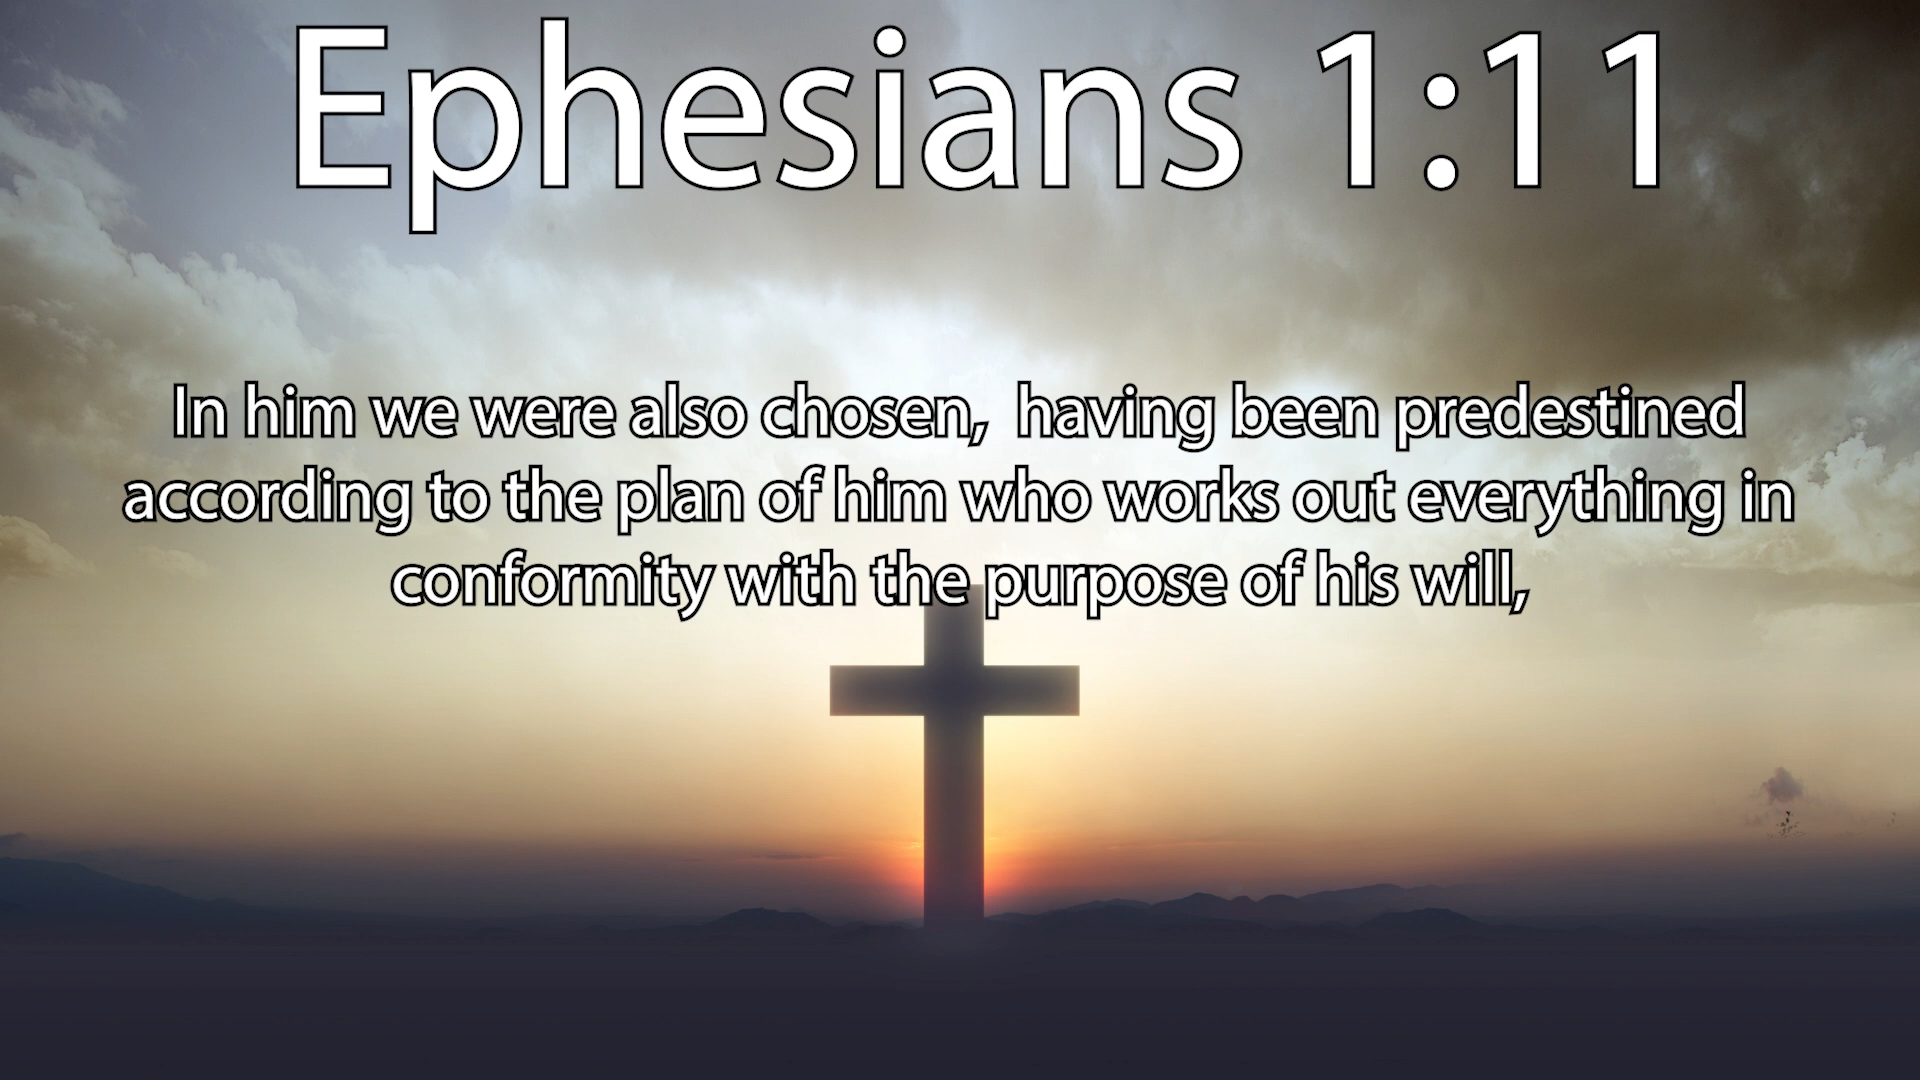 Ephesians 1:11
In him we were also chosen,  having been predestined
according to the plan of him who works out everything in
conformity with the purpose of his will,